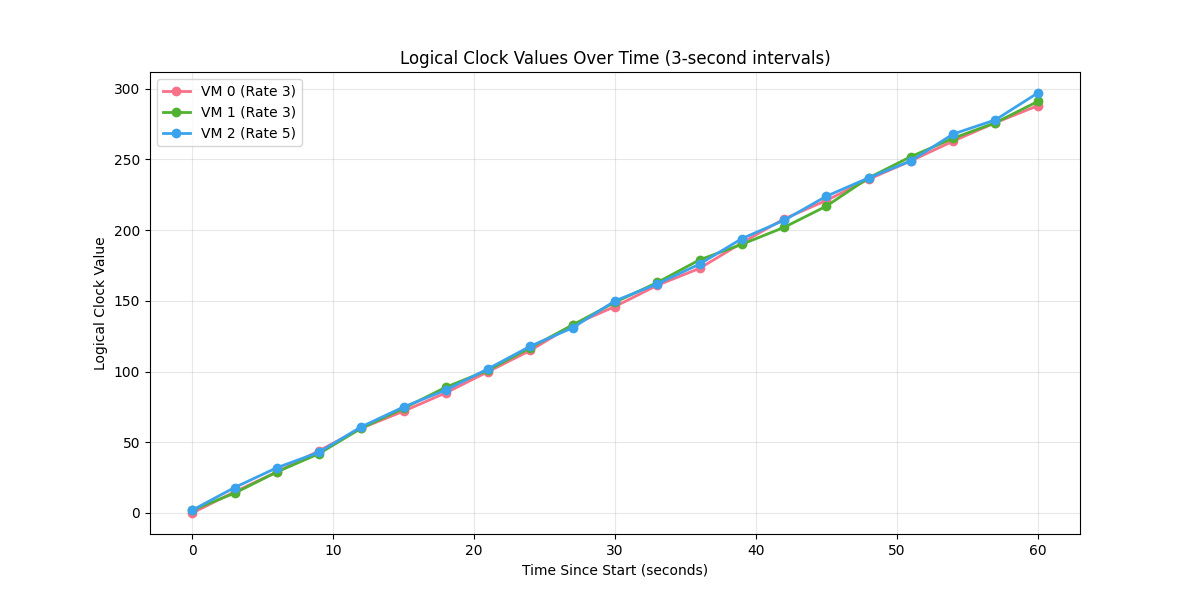 Logical Clock Values Over Time (3-second intervals)
VM 0 (Rate 3)
VM 1 (Rate 3)
VM 2 (Rate 5)
Logical Clock Value
300
250
200
150
100
50
0
0 10 20 30 40 50 60
Time Since Start (seconds)